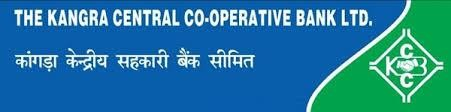 THE KANGRA CENTRAL CO-OPERATIVE BANK LTD.
कांगड़ा केन्द्रीय सहकारी बैंक सीमित
C
K B
C